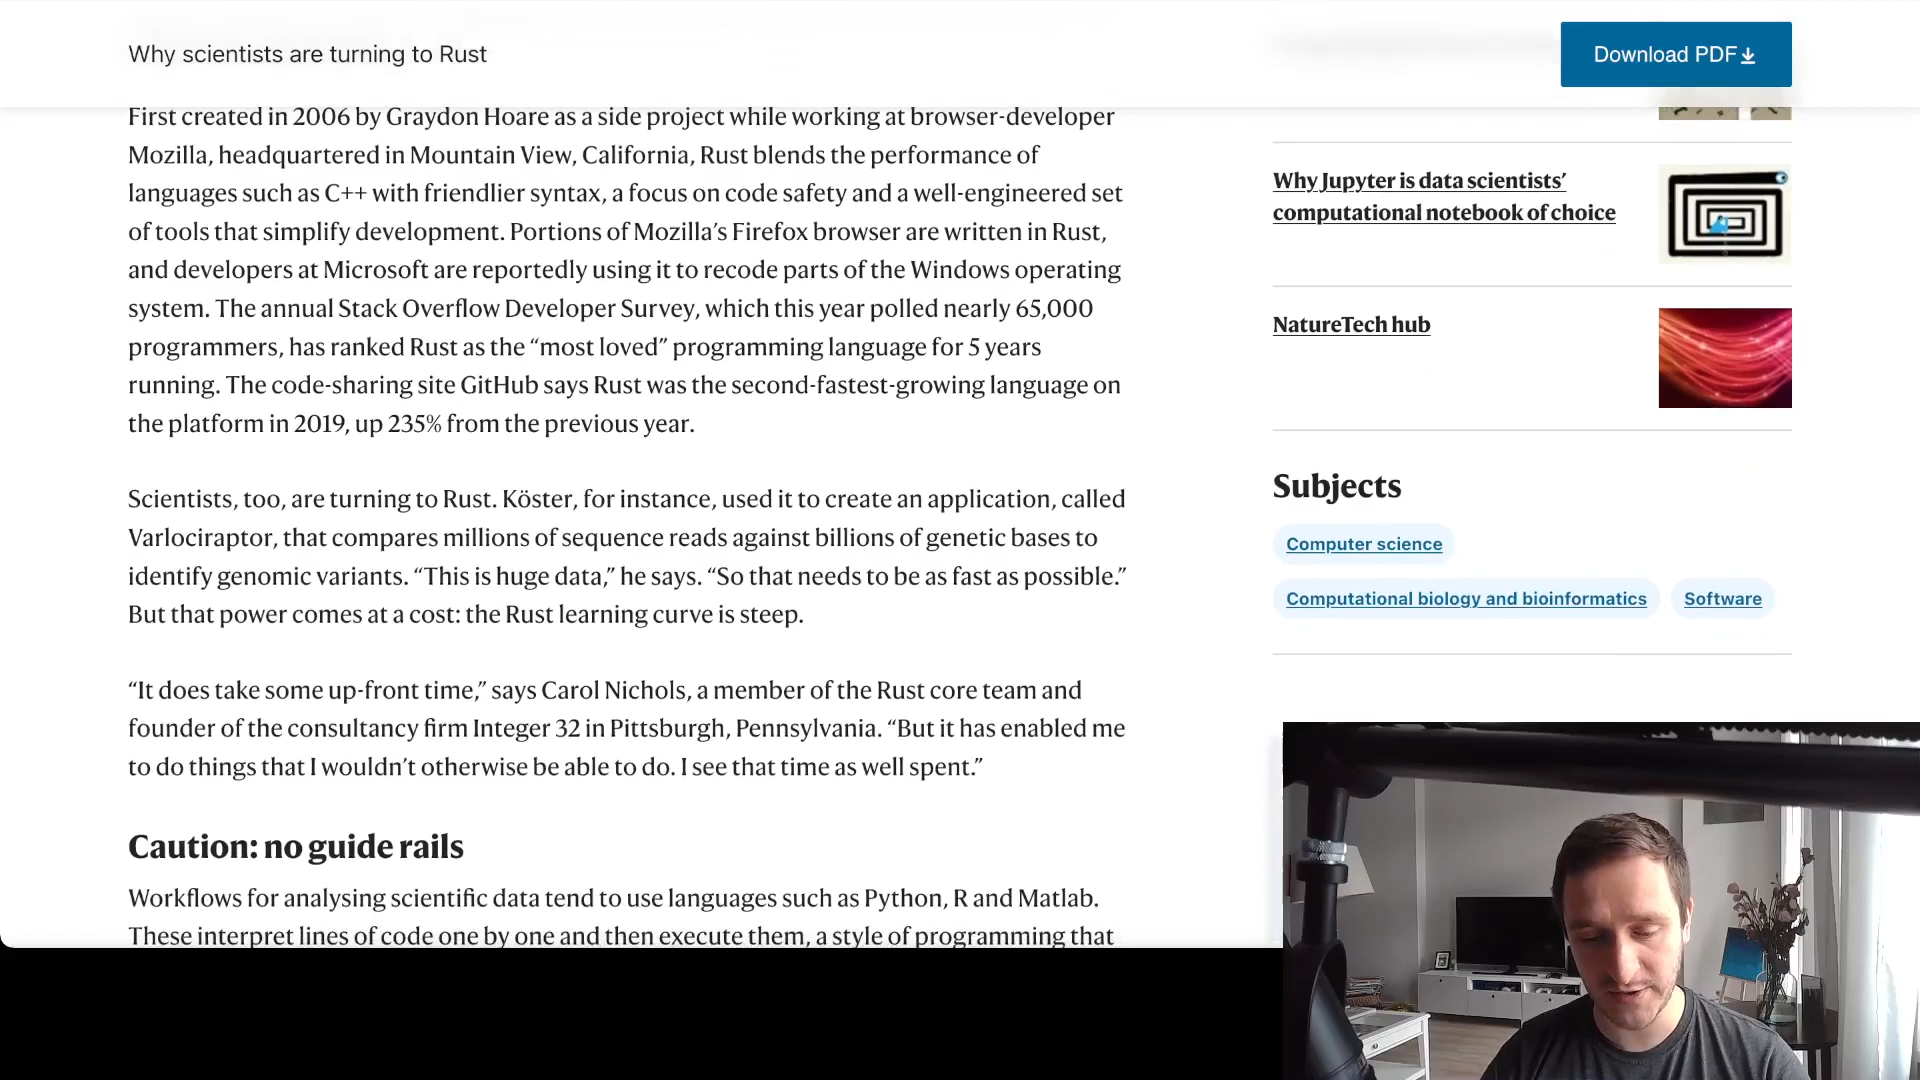 Why scientists are turning to Rust
Download PDF
First created in 2006 by Graydon Hoare as a side project while working at browser-developer
Mozilla, headquartered in Mountain View, California, Rust blends the performance of
languages such as C++ with friendlier syntax, a focus on code safety and a well-engineered set
of tools that simplify development. Portions of Mozilla’s Firefox browser are written in Rust,
and developers at Microsoft are reportedly using it to recode parts of the Windows operating
system. The annual Stack Overflow Developer Survey, which this year polled nearly 65,000
programmers, has ranked Rust as the “most loved” programming language for 5 years
running. The code-sharing site GitHub says Rust was the second-fastest-growing language on
the platform in 2019, up 235% from the previous year.
Scientists, too, are turning to Rust. Köster, for instance, used it to create an application, called
Varlociraptor, that compares millions of sequence reads against billions of genetic bases to
identify genomic variants. “This is huge data,” he says. “So that needs to be as fast as possible.”
But that power comes at a cost: the Rust learning curve is steep.
“It does take some up-front time,” says Carol Nichols, a member of the Rust core team and
founder of the consultancy firm Integer 32 in Pittsburgh, Pennsylvania. “But it has enabled me
to do things that I wouldn’t otherwise be able to do. I see that time as well spent.”
Caution: no guide rails
Workflows for analysing scientific data tend to use languages such as Python, R and Matlab.
These interpret lines of code one by one and then execute them, a style of programming that
Why Jupyter is data scientists’
computational notebook of choice
NatureTech hub
Subjects
Computer science
Computational biology and bioinformatics
Software